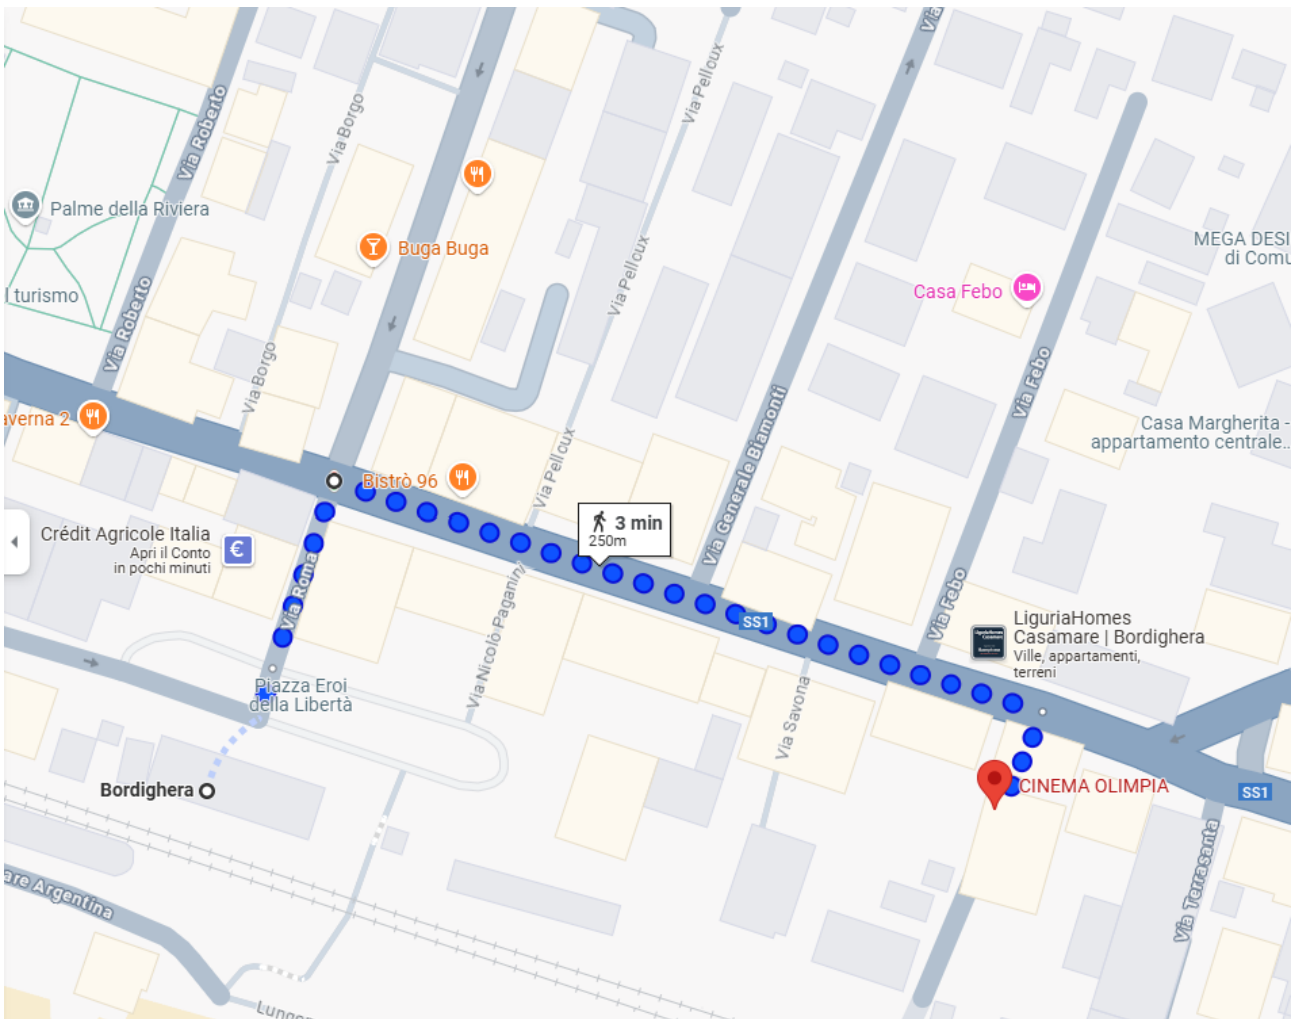 Via
Via Pelloux
Via Roberto
Via Borgo
Palme della Riviera
Buga Buga
MEGA DESI
di Comu
Via Pelloux
l turismo
Casa Febo
Via Roberto
Via Borgo
Via Febo
averna 2
Via Generale Biamonti
Casa Margherita -
appartamento centrale...
Bistrò 96
Via Pelloux
Crédit Agricole Italia
Apri il Conto
in pochi minuti
€
3 min
250m
Via Roma
Via Nicolò Paganini
Via Febo
SS1
LiguriaHomes
Casamare | Bordighera
Ville, appartamenti,
terreni
Piazza Eroi
della Libertà
Via Savona
Bordighera
CINEMA OLIMPIA
SS1
Via Terrasanta
are Argentina
Lungo